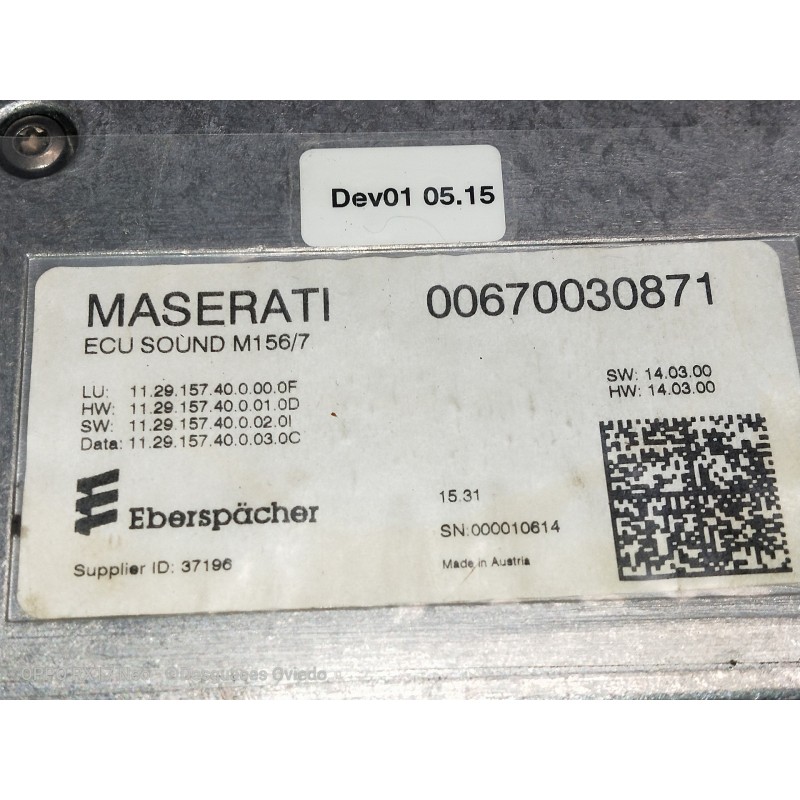 Dev01 05.15
MASERATI 00670030871
ECU SOUND M156/7
SW: 14.03.00
HW: 14.03.00
LU: 11.29.157.40.0.00.0F
HW: 11.29.157.40.0.01.0D
SW: 11.29.157.40.0.02.0I
Data: 11.29.157.40.0.03.0C
Eberspächer
15.31
SN:000010614
Supplier ID: 37196
Made in Austria
Oviedo